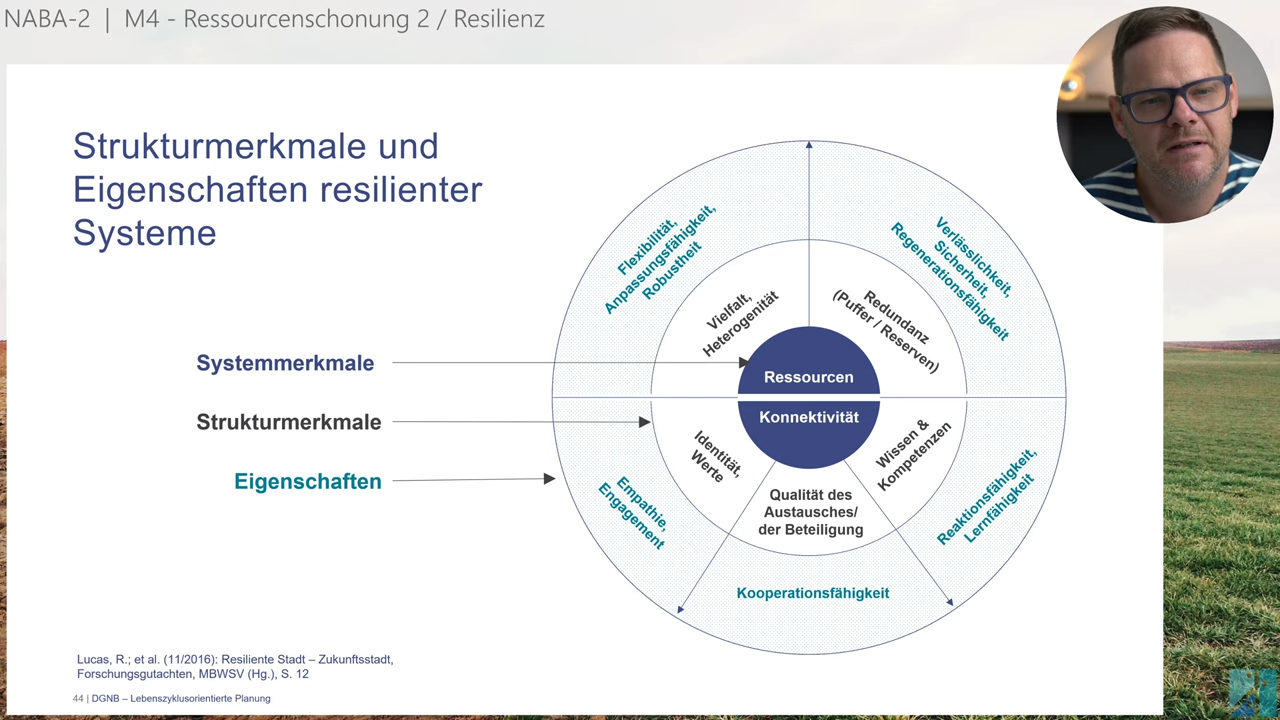 NABA-2 | M4 - Ressourcenschonung 2 / Resilienz
Strukturmerkmale und
Eigenschaften resilienter
Systeme
Flexibilität,
Anpassungsfähigkeit,
Robustheit
Verlässlichkeit,
Sicherheit,
Regenerationsfähigkeit
Vielfalt,
Heterogenität
Redundanz
(Puffer / Reserven)
Systemmerkmale
Ressourcen
Strukturmerkmale
Konnektivität
Identität,
Werte
Wissen &
Kompetenzen
Eigenschaften
Qualität des
Austausches/
der Beteiligung
Empathie,
Engagement
Reaktionsfähigkeit,
Lernfähigkeit
Kooperationsfähigkeit
Lucas, R.; et al. (11/2016): Resiliente Stadt – Zukunftsstadt,
Forschungsgutachten, MBWSV (Hg.), S. 12
44 | DGNB – Lebenszyklusorientierte Planung